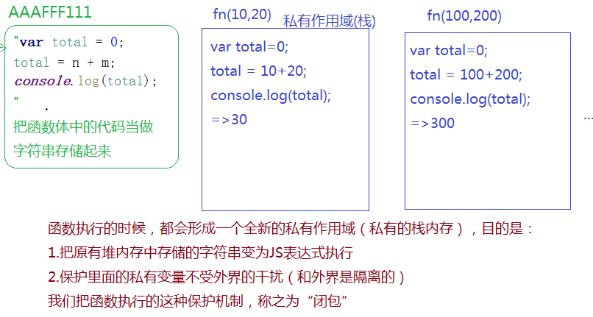 AAAFFF111
"var total = 0;
total = n + m;
console.log(total);
"
.
把函数体中的代码当做
字符串存储起来
fn(10,20)
私有作用域(栈)
var total=0;
total = 10+20;
console.log(total);
=>30
fn(100,200)
var total=0;
total = 100+200;
console.log(total);
=>300
...
函数执行的时候，都会形成一个全新的私有作用域（私有的栈内存），目的是：
1.把原有堆内存中存储的字符串变为JS表达式执行
2.保护里面的私有变量不受外界的干扰（和外界是隔离的）
我们把函数执行的这种保护机制，称之为“闭包”